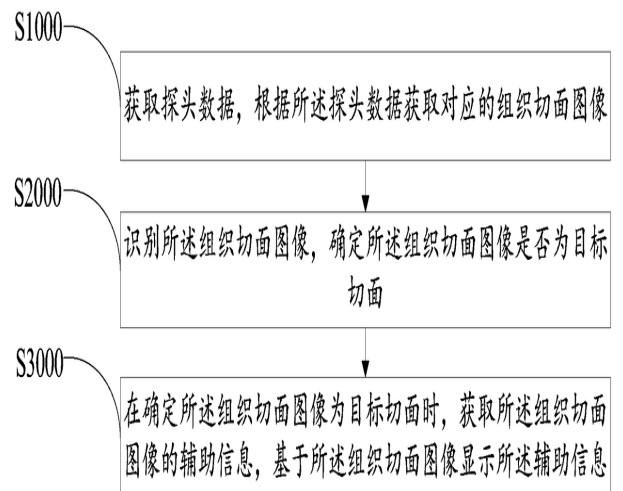 S1000
获取探头数据，根据所述探头数据获取对应的组织切面图像
S2000
识别所述组织切面图像，确定所述组织切面图像是否为目标
切面
S3000
在确定所述组织切面图像为目标切面时，获取所述组织切面
图像的辅助信息，基于所述组织切面图像显示所述辅助信息